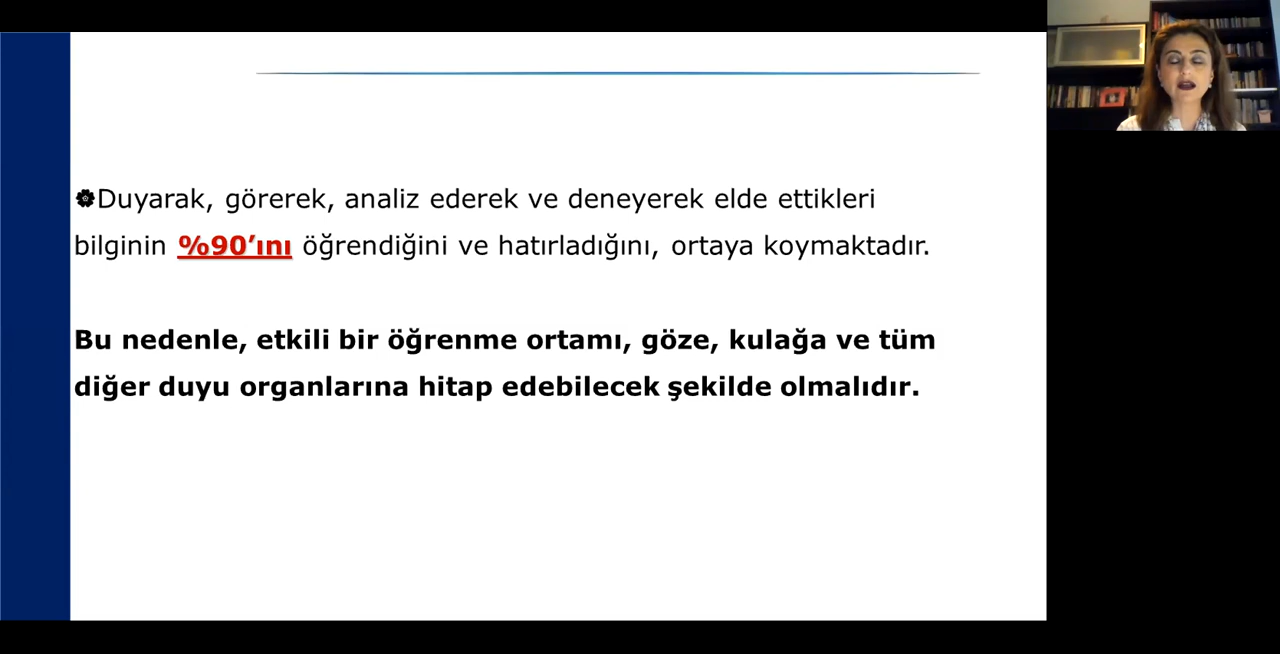 Duyarak, görerek, analiz ederek ve deneyerek elde ettikleri
bilginin %90’ını öğrendiğini ve hatırladığını, ortaya koymaktadır.
Bu nedenle, etkili bir öğrenme ortamı, göze, kulağa ve tüm
diğer duyu organlarına hitap edebilecek şekilde olmalıdır.